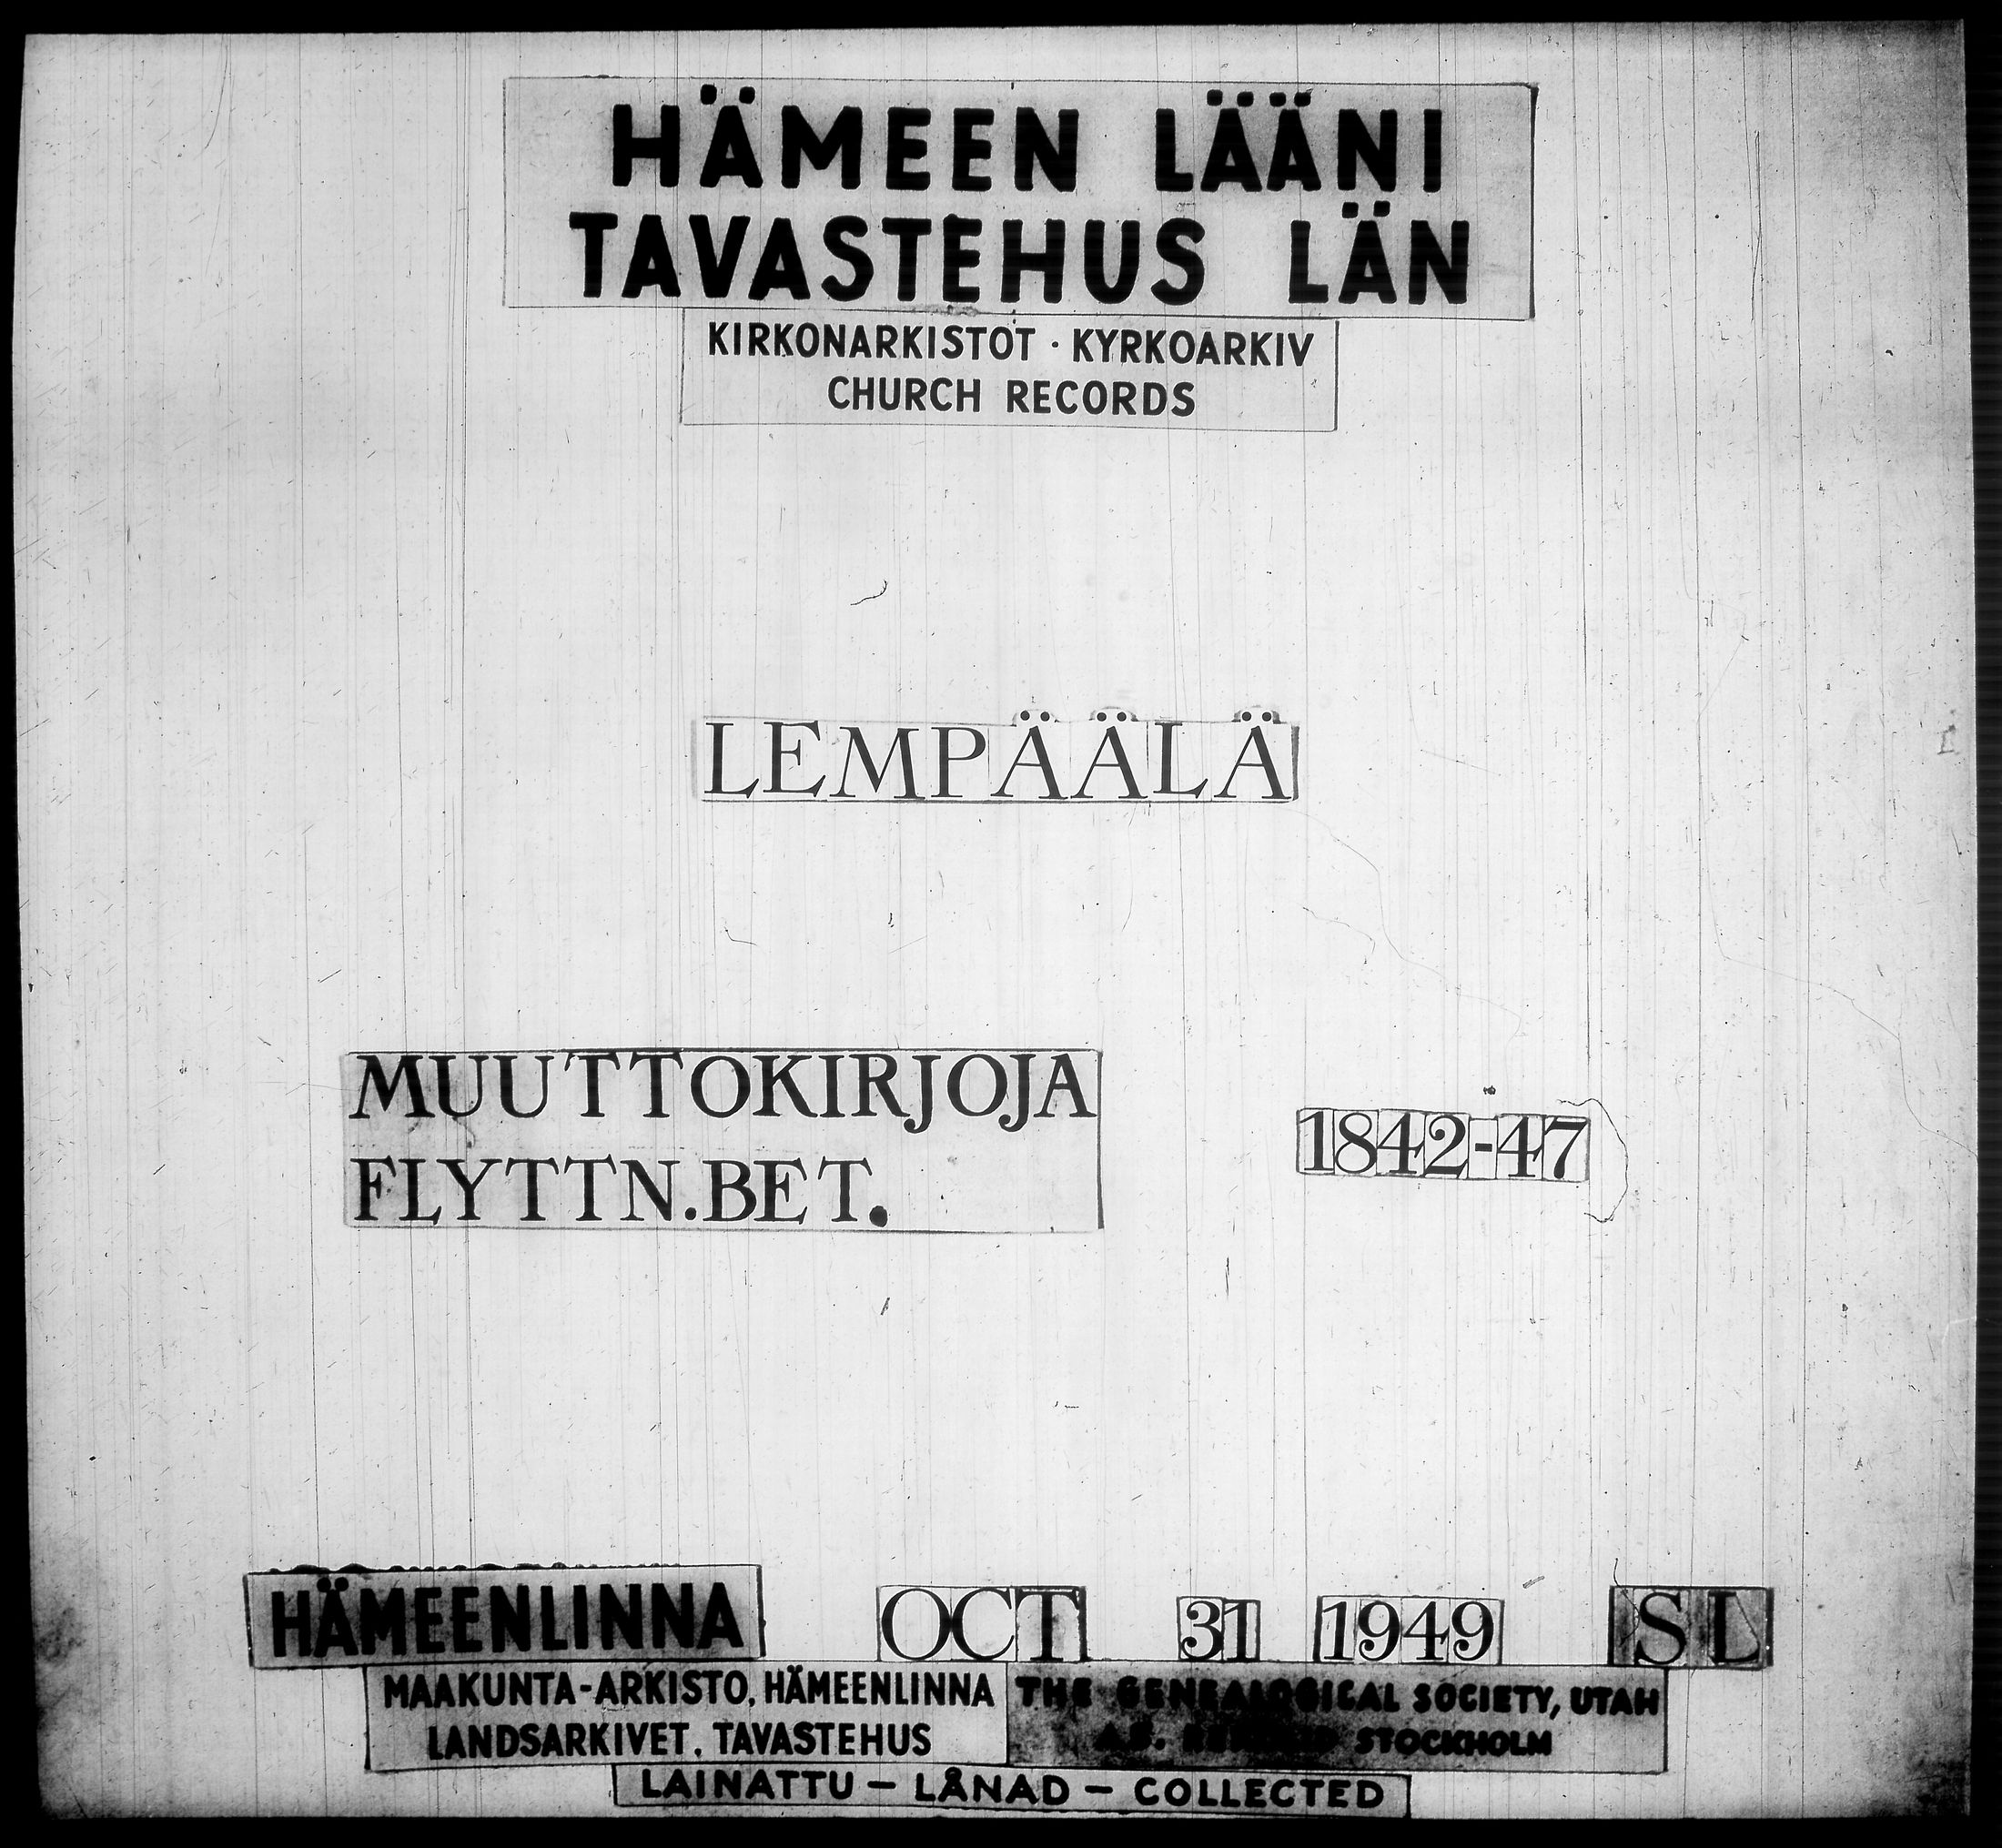 HÄMEEN LÄÄNI
TAVASTEHUS LÄN
KIRKONARKISTOT · KYRKOARKIV
CHURCH RECORDS
LEMPÄÄLÄ
MUUTTOKIRJOJA
FLYTTN.BET.
1842-47
HÄMEENLINNA OCT 31 1949 SL
MAAKUNTA-ARKISTO, HÄMEENLINNA
LANDSARKIVET, TAVASTEHUS
THE GENEALOGICAL SOCIETY, UTAH
A.B. STOCKHOLM
LAINATTU – LÅNAD – COLLECTED